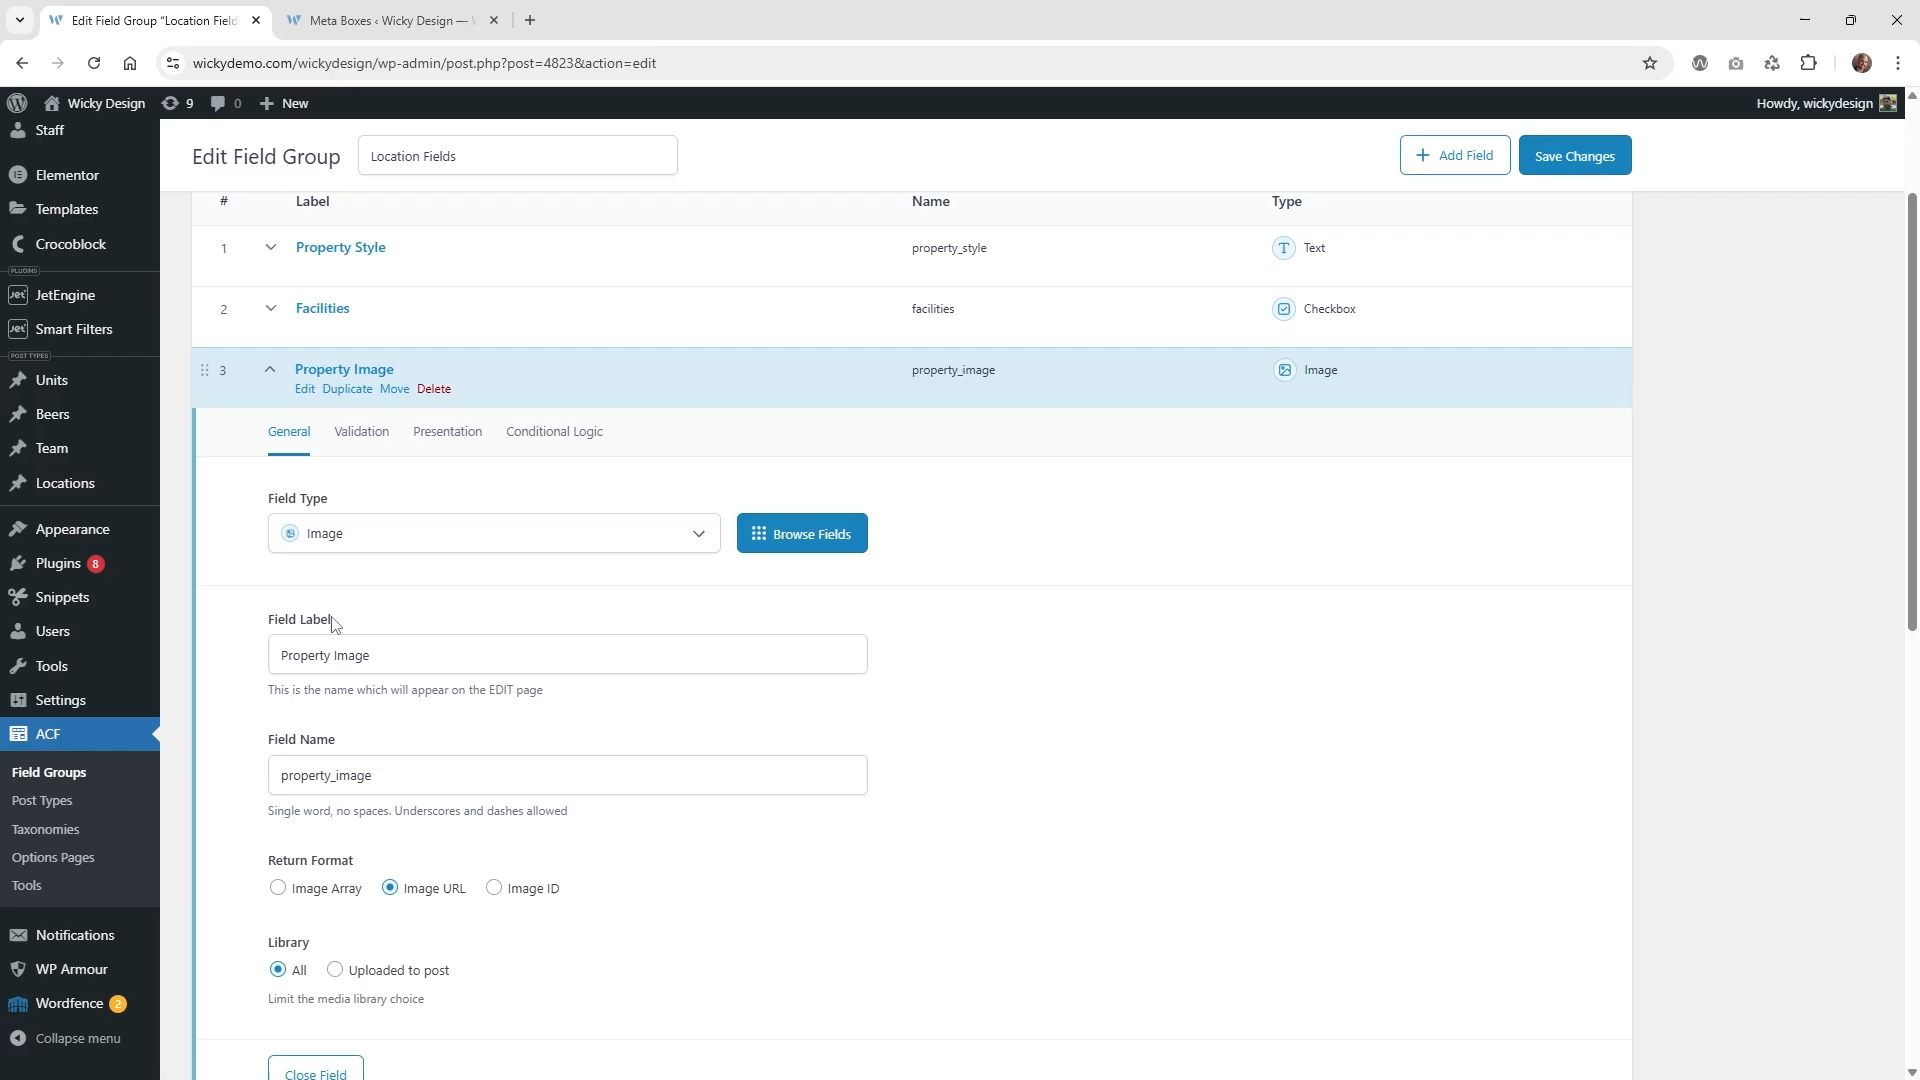 Edit Field Group “Location Field
Meta Boxes ‹ Wicky Design —
wickydemo.com/wickydesign/wp-admin/post.php?post=4823&action=edit
Wicky Design
9
0
New
Howdy, wickydesign
Staff
Elementor
Templates
Crocoblock
PLUGINS
JetEngine
Smart Filters
POST TYPES
Units
Beers
Team
Locations
Appearance
Plugins 8
Snippets
Users
Tools
Settings
ACF
Field Groups
Post Types
Taxonomies
Options Pages
Tools
Notifications
WP Armour
Wordfence 2
Collapse menu
Edit Field Group
Location Fields
+ Add Field
Save Changes
# Label Name Type
1 Property Style property_style Text
2 Facilities facilities Checkbox
3 Property Image property_image Image
Edit Duplicate Move Delete
General Validation Presentation Conditional Logic
Field Type
Image
Browse Fields
Field Label
Property Image
This is the name which will appear on the EDIT page
Field Name
property_image
Single word, no spaces. Underscores and dashes allowed
Return Format
Image Array Image URL Image ID
Library
All Uploaded to post
Limit the media library choice
Close Field